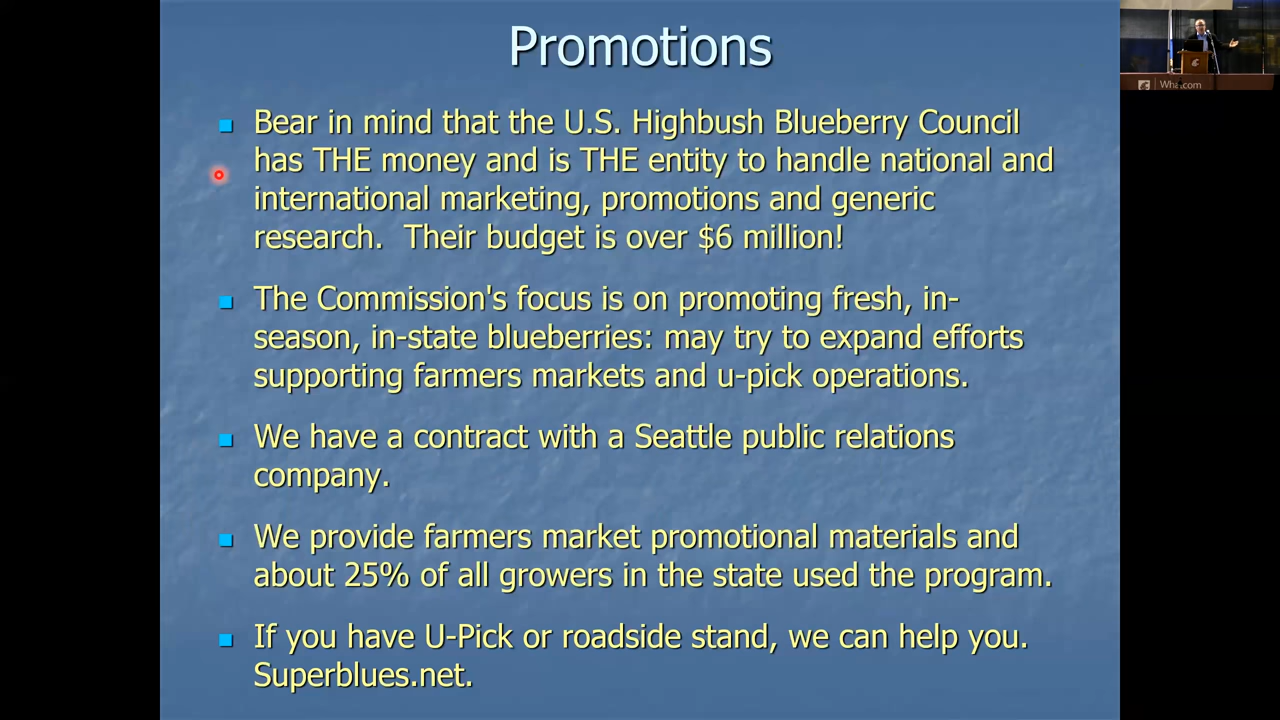 Promotions
Bear in mind that the U.S. Highbush Blueberry Council
has THE money and is THE entity to handle national and
international marketing, promotions and generic
research. Their budget is over $6 million!
The Commission's focus is on promoting fresh, in-
season, in-state blueberries: may try to expand efforts
supporting farmers markets and u-pick operations.
We have a contract with a Seattle public relations
company.
We provide farmers market promotional materials and
about 25% of all growers in the state used the program.
If you have U-Pick or roadside stand, we can help you.
Superblues.net.
Whatcom